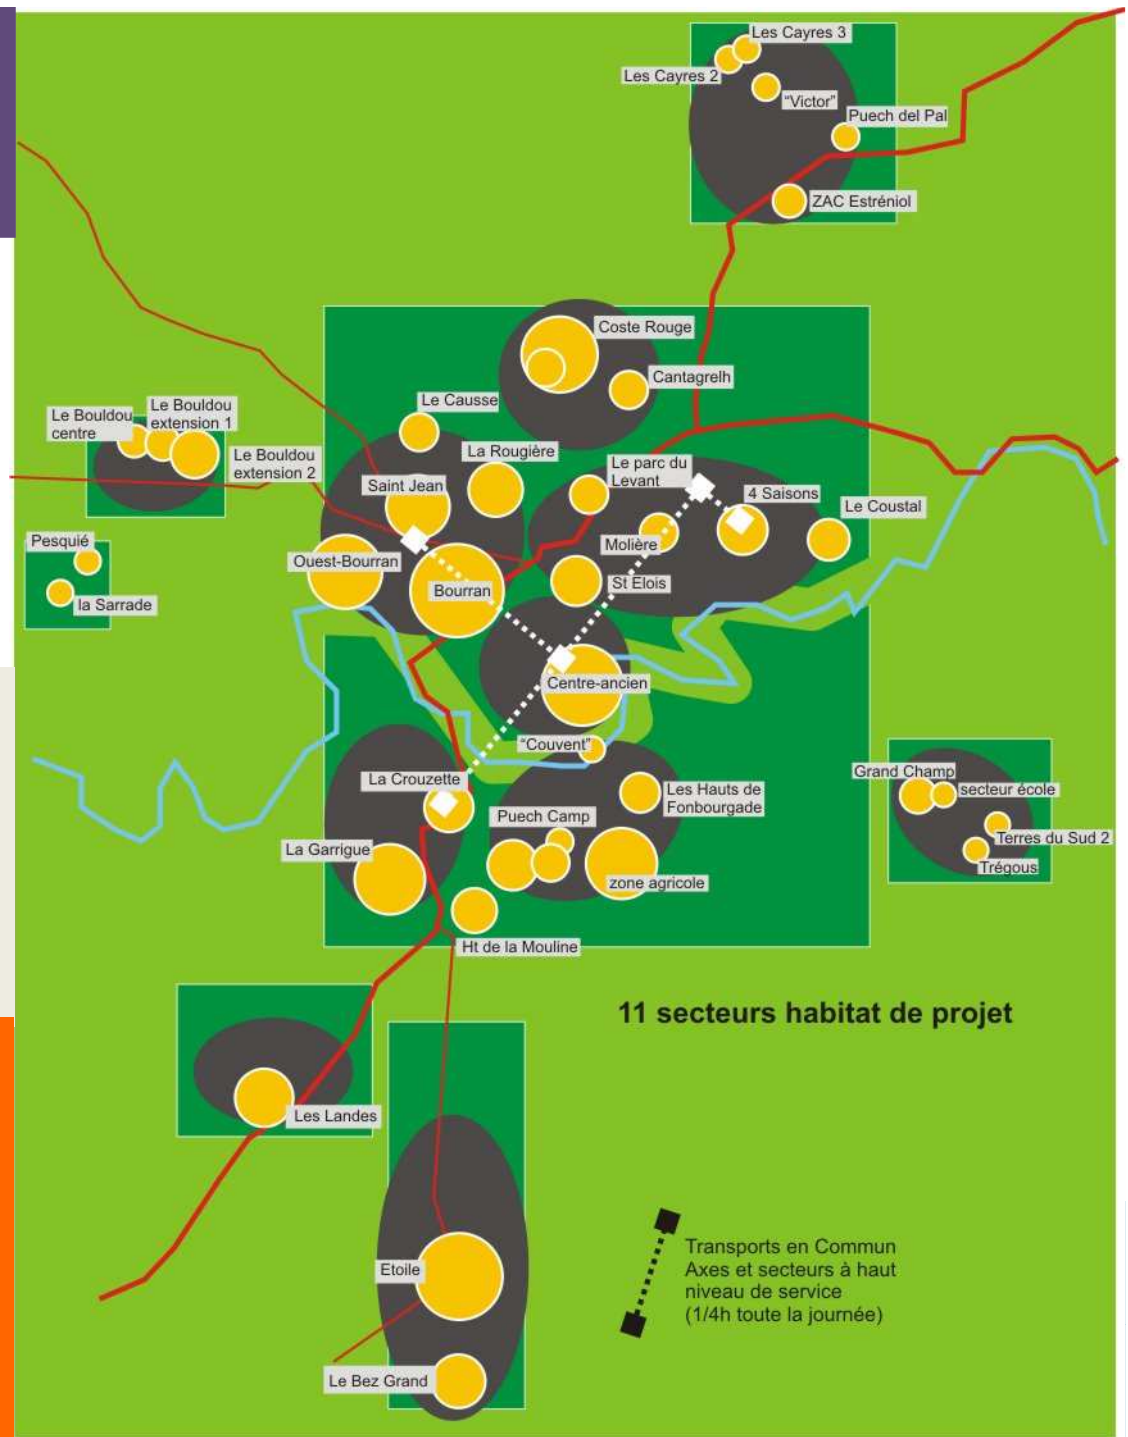 Les Cayres 3
Les Cayres 2
"Victor"
Puech del Pal
ZAC Estréniol
Coste Rouge
Cantagrelh
Le Causse
Le Bouldou
extension 1
Le Bouldou
centre
Le Bouldou
extension 2
La Rougière
Saint Jean
Le parc du
Levant
4 Saisons
Le Coustal
Pesquié
la Sarrade
Ouest-Bourran
Bourran
Molière
St Elois
Centre-ancien
"Couvent"
La Crouzette
Les Hauts de
Fonbourgade
Puech Camp
La Garrigue
zone agricole
Ht de la Mouline
Grand Champ
secteur école
Terres du Sud 2
Trégous
11 secteurs habitat de projet
Les Landes
Etoile
Le Bez Grand
Transports en Commun
Axes et secteurs à haut
niveau de service
(1/4h toute la journée)